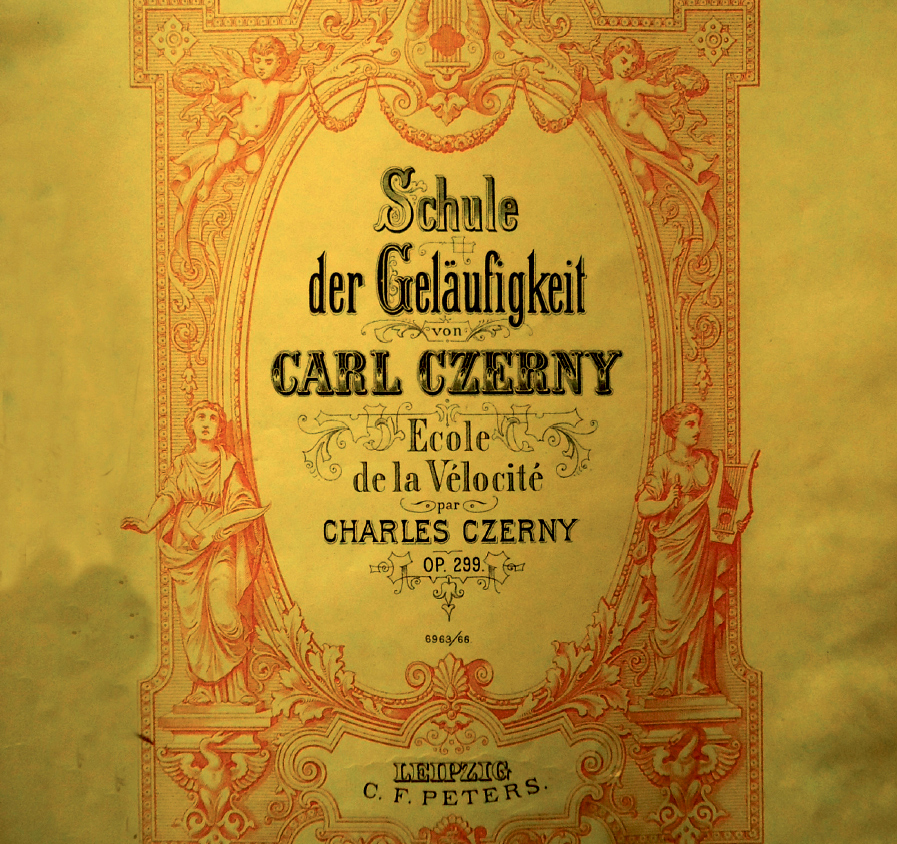 Schule
der Geläufigkeit
von
CARL CZERNY
Ecole
de la Vélocité
par
CHARLES CZERNY
OP. 299.
6963/66.
LEIPZIG
C. F. PETERS.